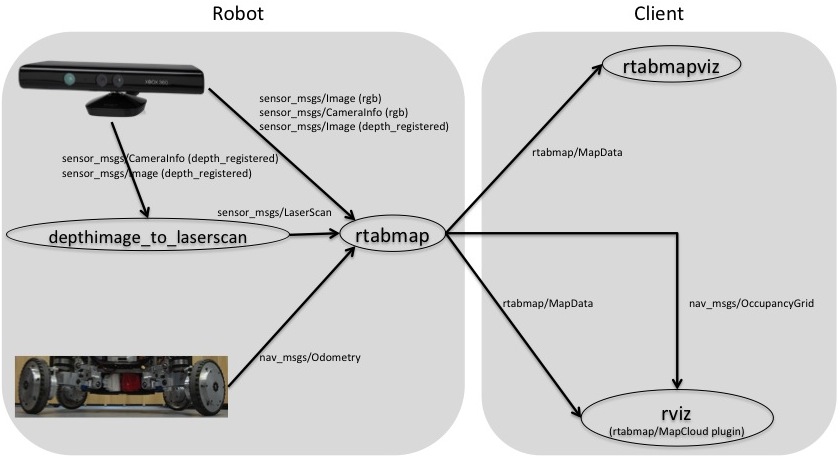 Robot
Client
XBOX 360
sensor_msgs/Image (rgb)
sensor_msgs/CameraInfo (rgb)
sensor_msgs/Image (depth_registered)
sensor_msgs/CameraInfo (depth_registered)
sensor_msgs/Image (depth_registered)
sensor_msgs/LaserScan
depthimage_to_laserscan
rtabmap
nav_msgs/Odometry
rtabmapviz
rtabmap/MapData
rtabmap/MapData
nav_msgs/OccupancyGrid
rviz
(rtabmap/MapCloud plugin)